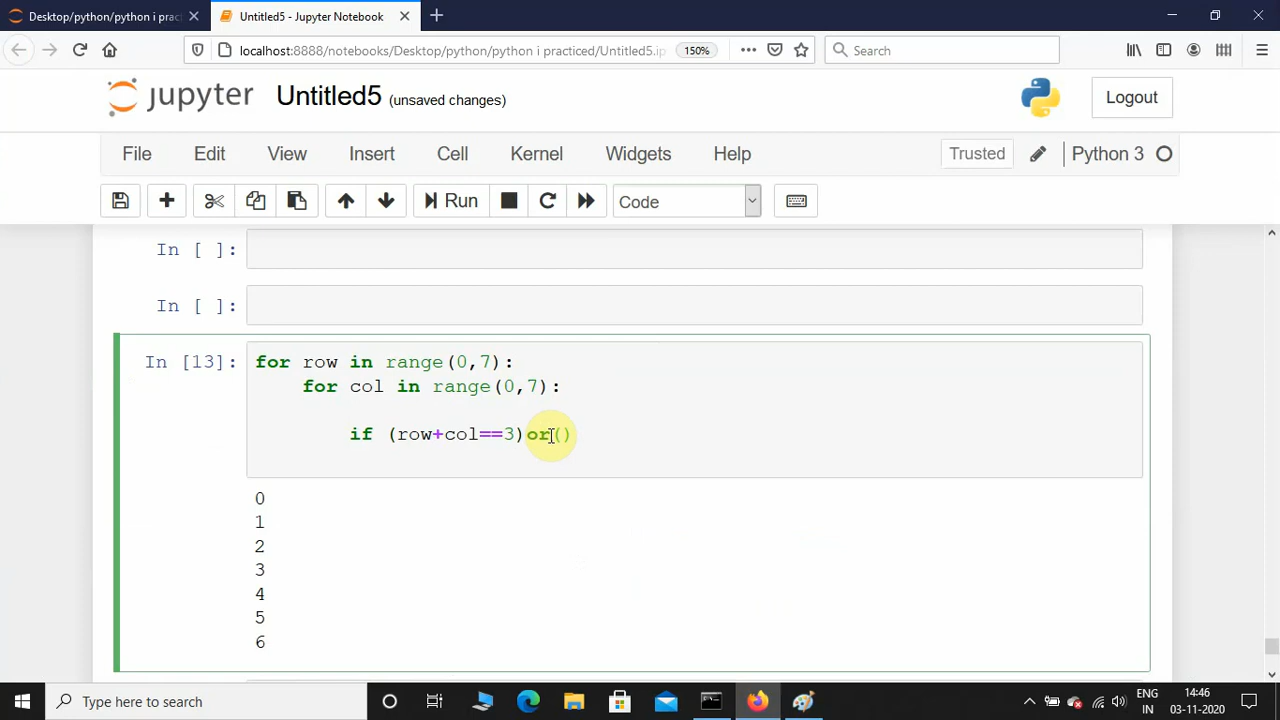 Desktop/python/python i prac
Untitled5 - Jupyter Notebook
localhost:8888/notebooks/Desktop/python/python i practiced/Untitled5.ip
150%
Search
jupyter Untitled5 (unsaved changes)
Logout
File Edit View Insert Cell Kernel Widgets Help
Trusted
Python 3
Run
Code
In [ ]:
In [ ]:
In [13]:
for row in range(0,7):
for col in range(0,7):
if (row+col==3)or()
0
1
2
3
4
5
6
Type here to search
ENG
IN
14:46
03-11-2020